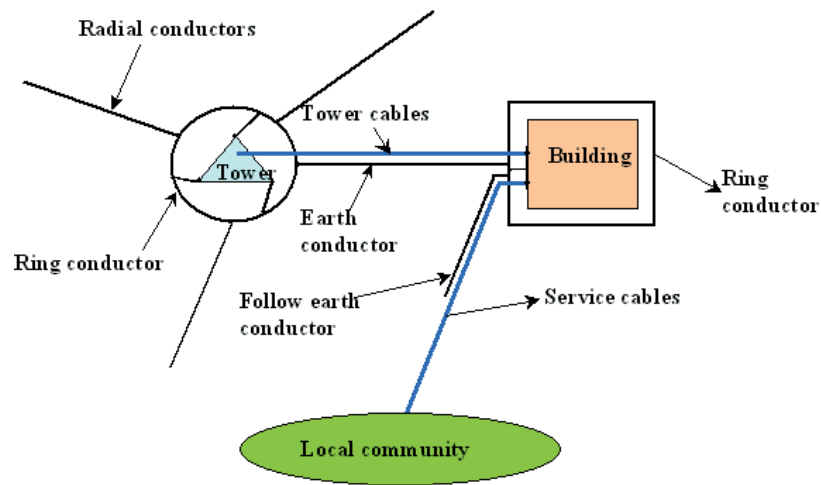 Radial conductors
Tower cables
Building
Tower
Ring
conductor
Earth
conductor
Ring conductor
Follow earth
conductor
Service cables
Local community